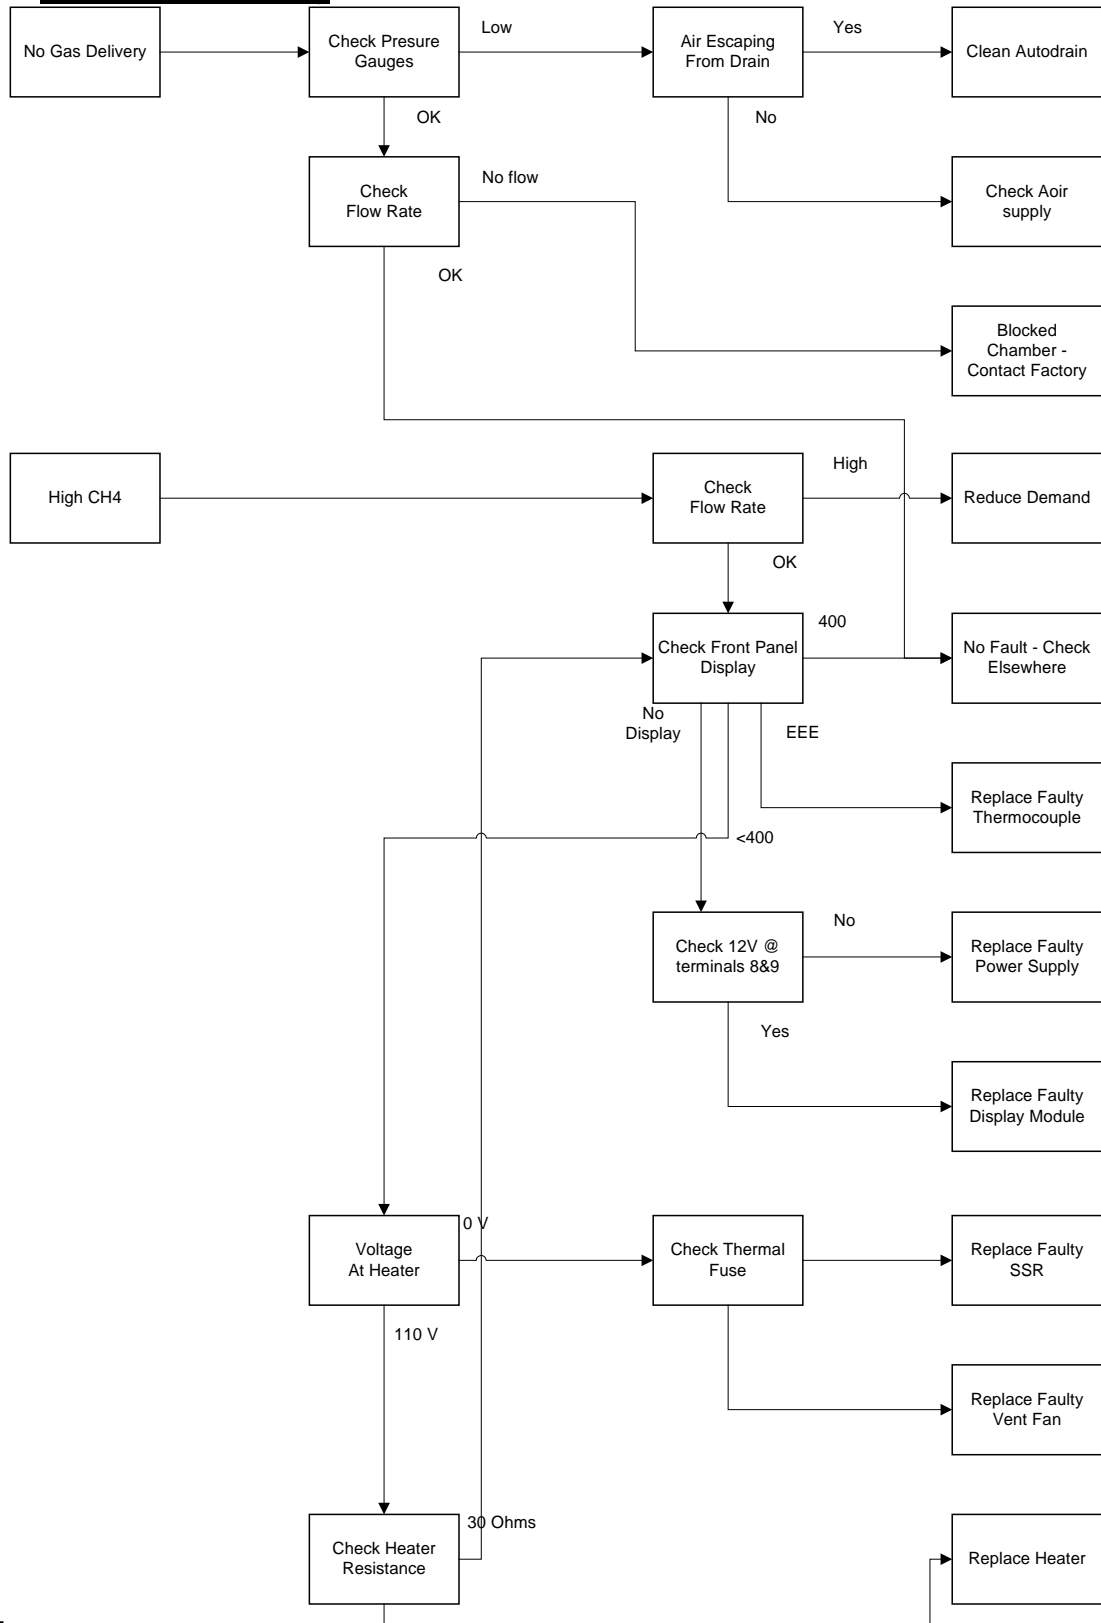 No Gas Delivery
Check Presure
Gauges
Low
Air Escaping
From Drain
Yes
Clean Autodrain
OK
No
Check
Flow Rate
No flow
Check Aoir
supply
OK
Blocked
Chamber -
Contact Factory
High CH4
Check
Flow Rate
High
Reduce Demand
OK
Check Front Panel
Display
400
No Fault - Check
Elsewhere
No
Display
EEE
Replace Faulty
Thermocouple
<400
Check 12V @
terminals 8&9
No
Replace Faulty
Power Supply
Yes
Replace Faulty
Display Module
Voltage
At Heater
0 V
Check Thermal
Fuse
Replace Faulty
SSR
110 V
Replace Faulty
Vent Fan
Check Heater
Resistance
30 Ohms
Replace Heater